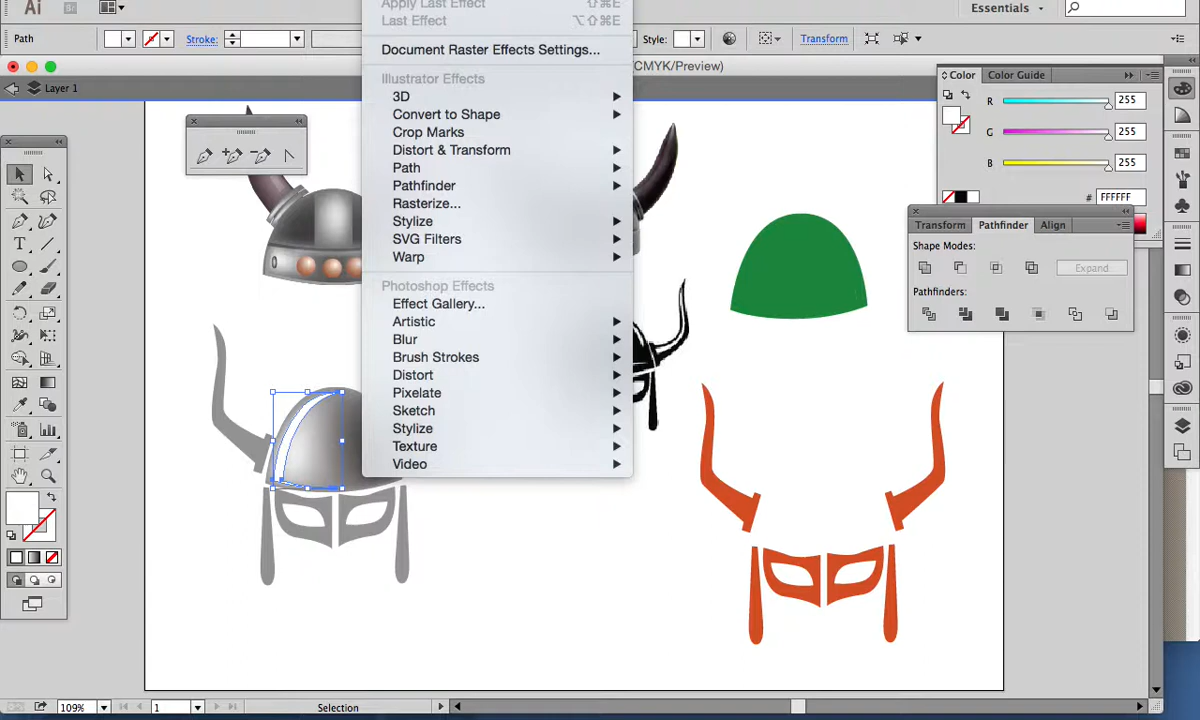 Ai
Br
Apply Last Effect ⇧⌘E
Last Effect ⌥⇧⌘E
Essentials
Path
Stroke:
Document Raster Effects Settings...
Style:
Transform
(CMYK/Preview)
Layer 1
Illustrator Effects
3D
Convert to Shape
Crop Marks
Distort & Transform
Path
Pathfinder
Rasterize...
Stylize
SVG Filters
Warp
Photoshop Effects
Effect Gallery...
Artistic
Blur
Brush Strokes
Distort
Pixelate
Sketch
Stylize
Texture
Video
Color
Color Guide
R 255
G 255
B 255
# FFFFFF
Transform
Pathfinder
Align
Shape Modes:
Expand
Pathfinders:
T
109%
1
Selection